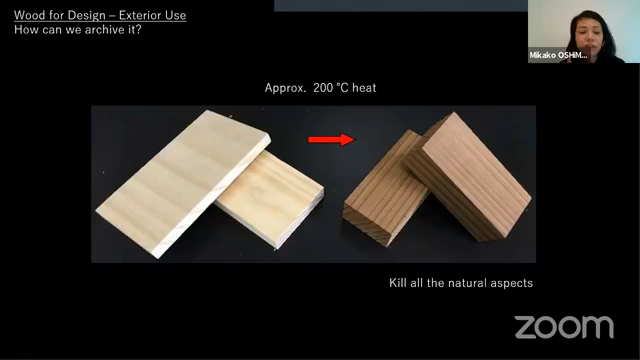 Wood for Design – Exterior Use
How can we archive it?
Mikako OSHM...
Approx. 200 °C heat
Kill all the natural aspects
zoom